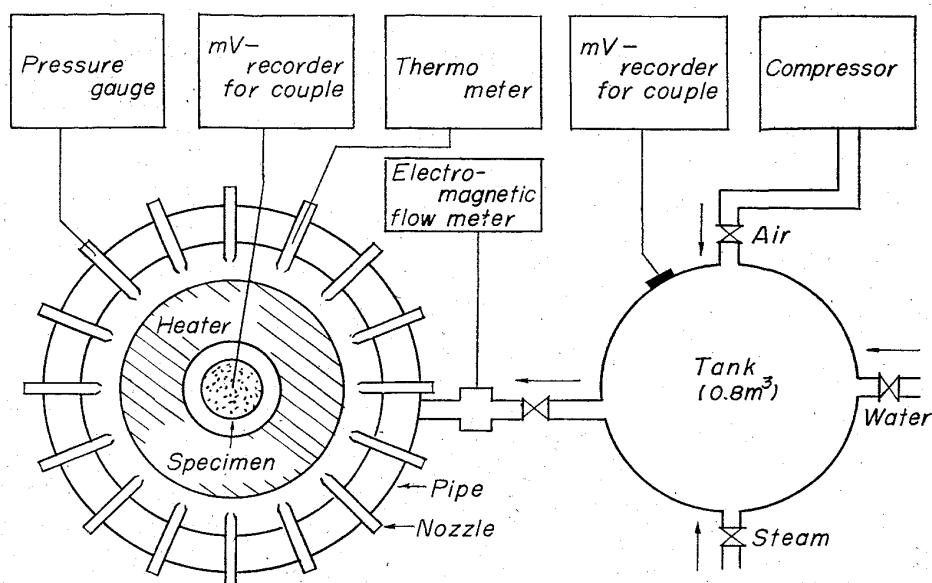 Pressure
gauge
mV-
recorder
for couple
Thermo
meter
mV-
recorder
for couple
Compressor
Electro-
magnetic
flow meter
Air
Heater
Tank
(0.8m³)
Water
Specimen
Pipe
Nozzle
Steam